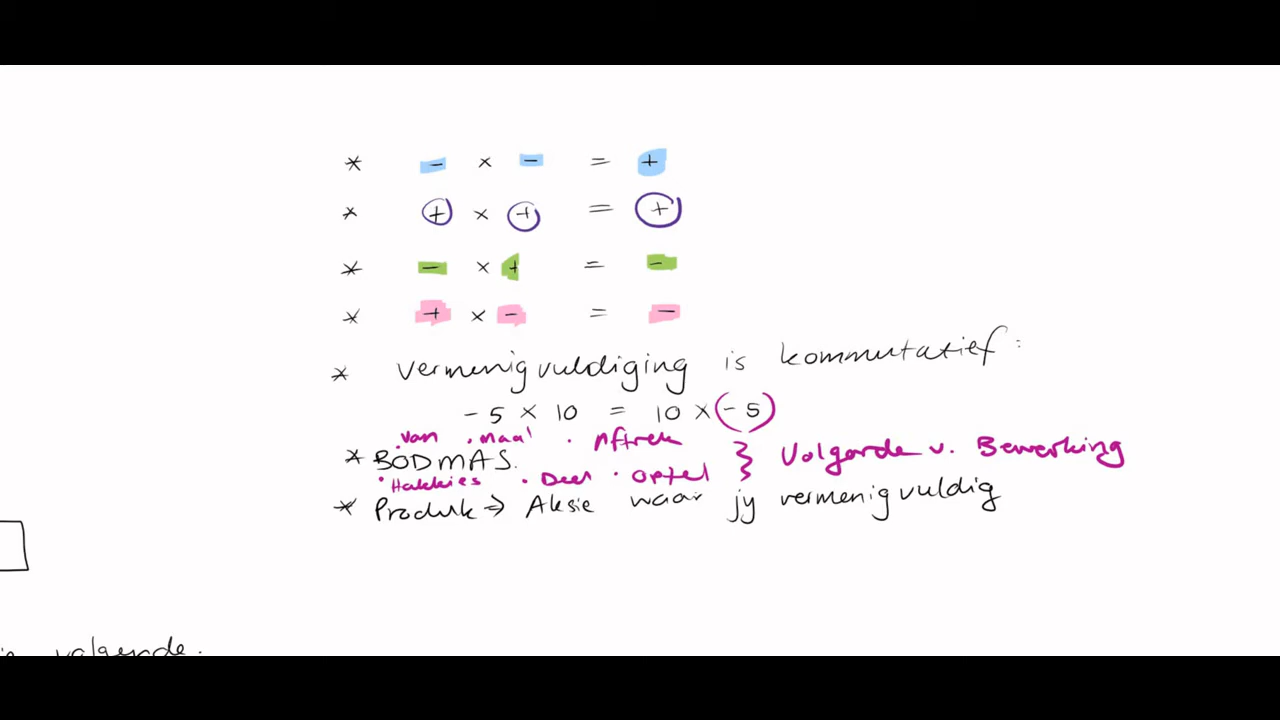 * - × - = +
* + × + = +
* - × + = -
* + × - = -
* vermenigvuldiging is kommutatief:
-5 × 10 = 10 × (-5)
· van · maal · Aftrek
* BODMAS. } Volgorde v. Bewerking
· Hakkies · Deel · Optel
* Produk → Aksie waar jy vermenigvuldig
volgende.